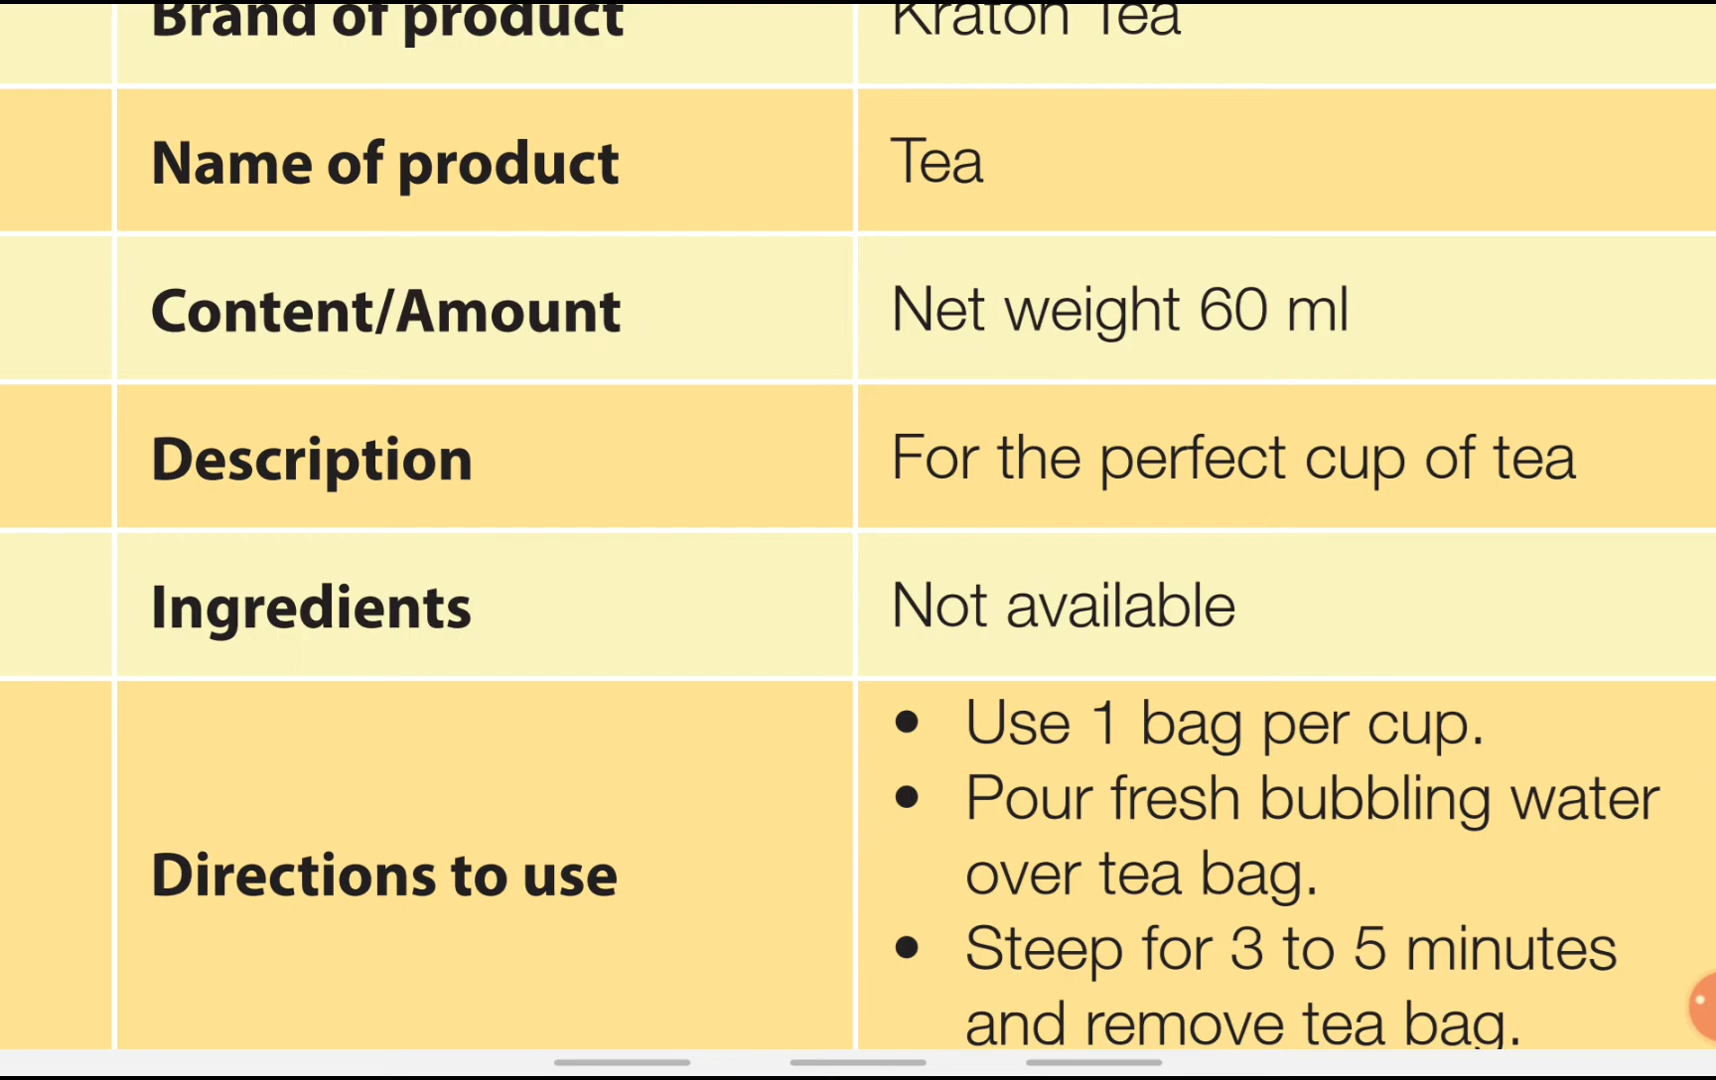 Brand of product Kraton Tea
Name of product Tea
Content/Amount Net weight 60 ml
Description For the perfect cup of tea
Ingredients Not available
Directions to use
• Use 1 bag per cup.
• Pour fresh bubbling water
over tea bag.
• Steep for 3 to 5 minutes
and remove tea bag.